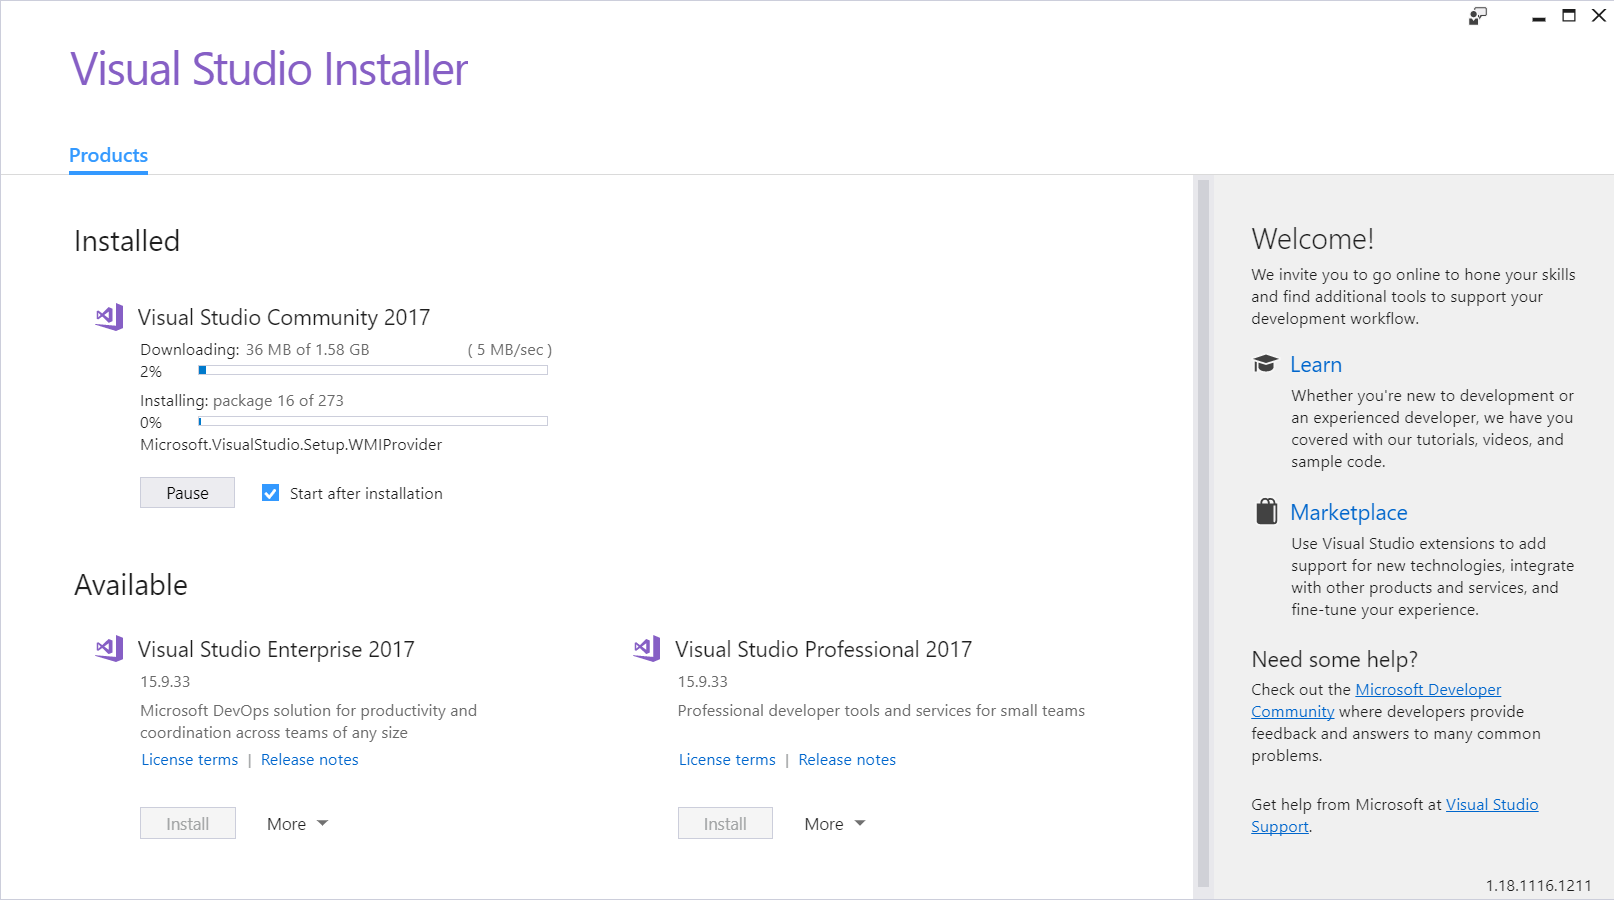 Visual Studio Installer
Products
Installed
Visual Studio Community 2017
Downloading: 36 MB of 1.58 GB ( 5 MB/sec )
2%
Installing: package 16 of 273
0%
Microsoft.VisualStudio.Setup.WMIProvider
Pause Start after installation
Available
Visual Studio Enterprise 2017
15.9.33
Microsoft DevOps solution for productivity and
coordination across teams of any size
License terms | Release notes
Install More
Visual Studio Professional 2017
15.9.33
Professional developer tools and services for small teams
License terms | Release notes
Install More
Welcome!
We invite you to go online to hone your skills
and find additional tools to support your
development workflow.
Learn
Whether you're new to development or
an experienced developer, we have you
covered with our tutorials, videos, and
sample code.
Marketplace
Use Visual Studio extensions to add
support for new technologies, integrate
with other products and services, and
fine-tune your experience.
Need some help?
Check out the Microsoft Developer
Community where developers provide
feedback and answers to many common
problems.
Get help from Microsoft at Visual Studio
Support.
1.18.1116.1211